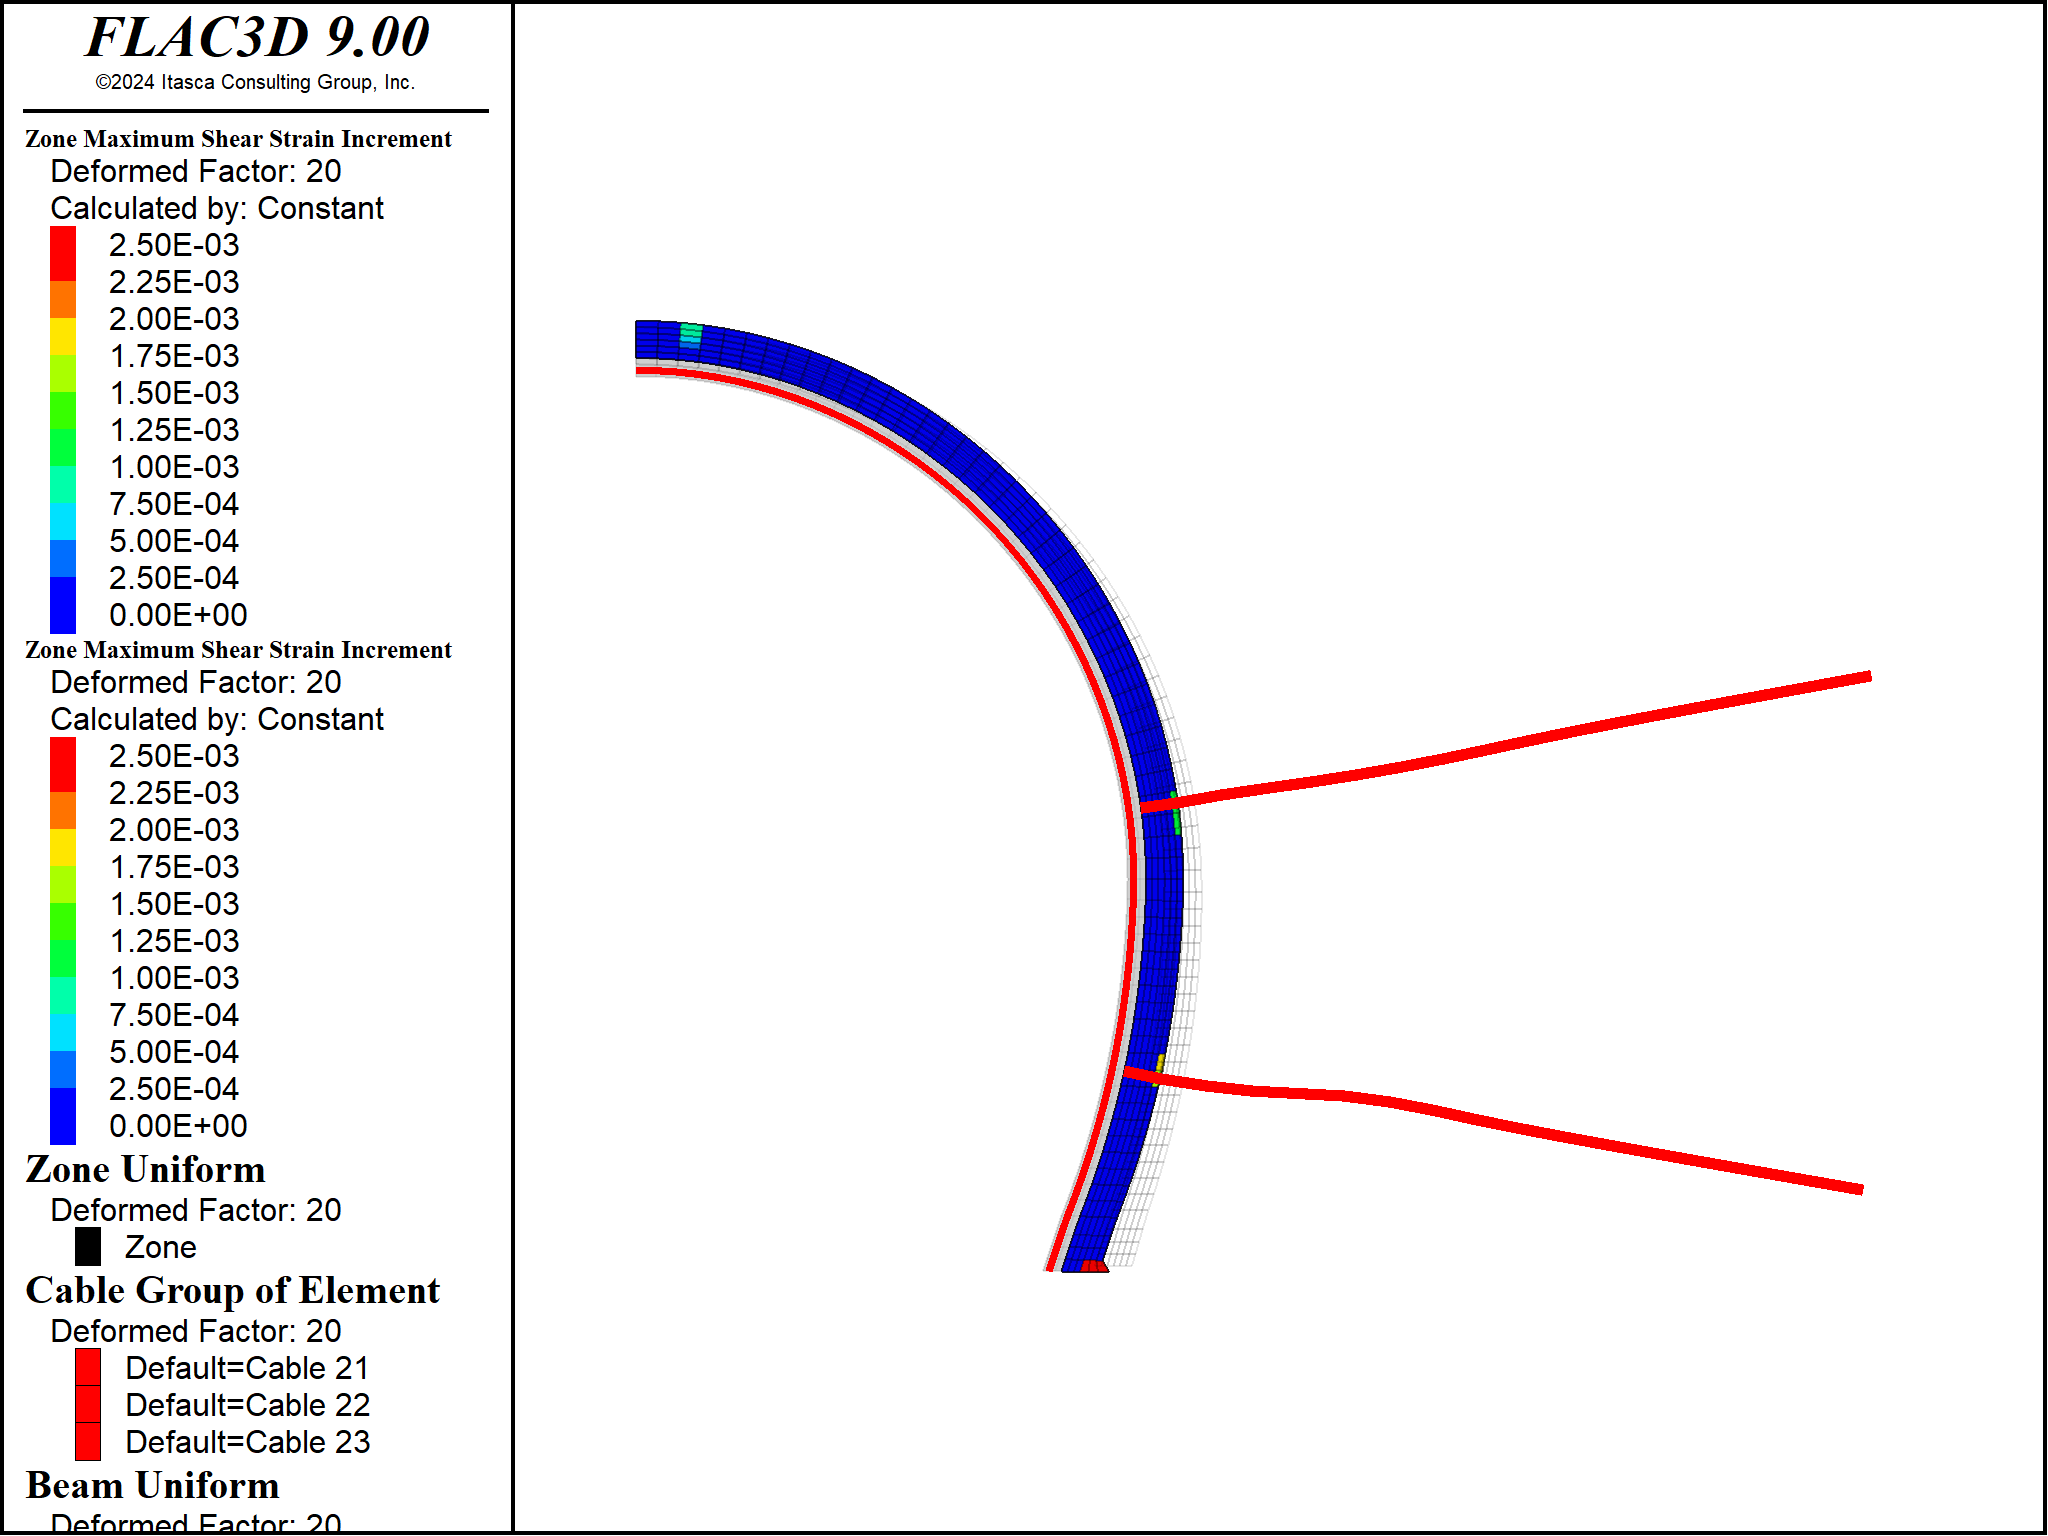 FLAC3D 9.00
©2024 Itasca Consulting Group, Inc.
Zone Maximum Shear Strain Increment
Deformed Factor: 20
Calculated by: Constant
2.50E-03
2.25E-03
2.00E-03
1.75E-03
1.50E-03
1.25E-03
1.00E-03
7.50E-04
5.00E-04
2.50E-04
0.00E+00
Zone Maximum Shear Strain Increment
Deformed Factor: 20
Calculated by: Constant
2.50E-03
2.25E-03
2.00E-03
1.75E-03
1.50E-03
1.25E-03
1.00E-03
7.50E-04
5.00E-04
2.50E-04
0.00E+00
Zone Uniform
Deformed Factor: 20
Zone
Cable Group of Element
Deformed Factor: 20
Default=Cable 21
Default=Cable 22
Default=Cable 23
Beam Uniform
Deformed Factor: 20